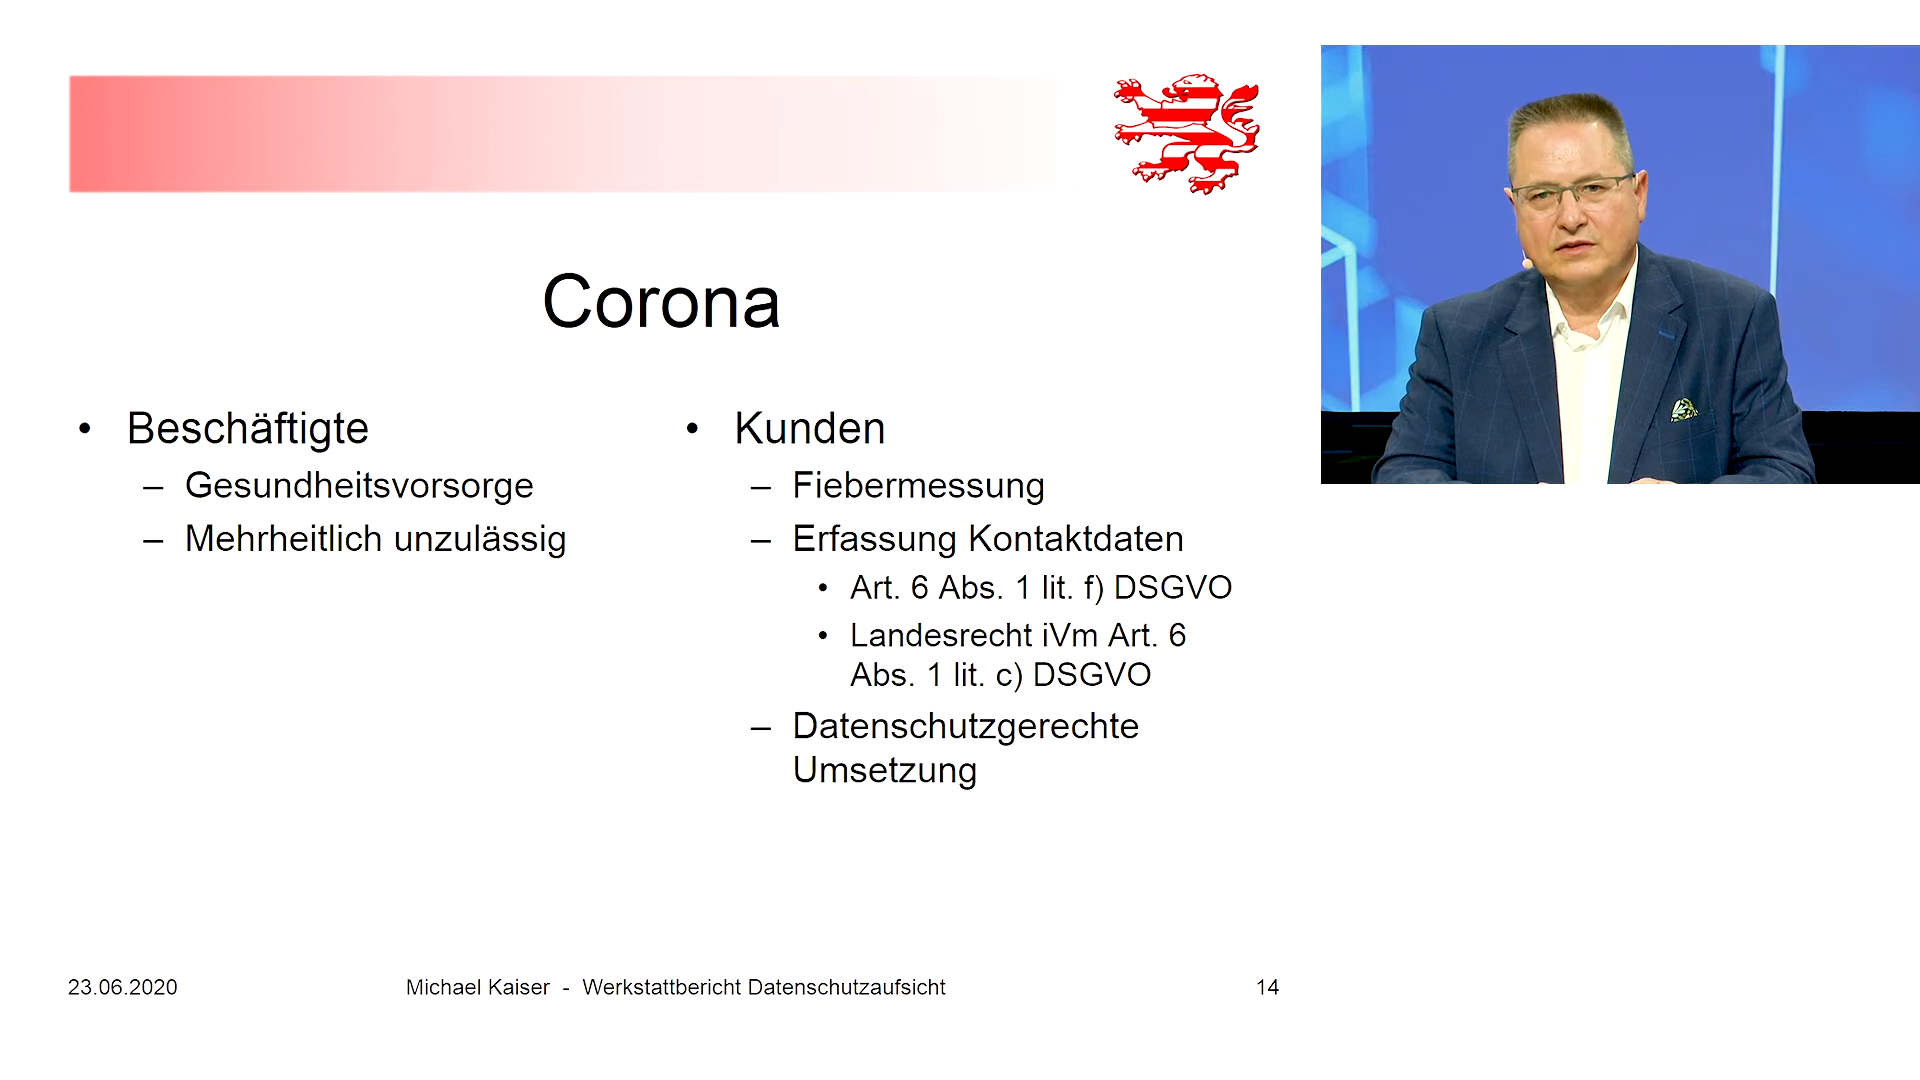 Corona
• Beschäftigte
– Gesundheitsvorsorge
– Mehrheitlich unzulässig
• Kunden
– Fiebermessung
– Erfassung Kontaktdaten
• Art. 6 Abs. 1 lit. f) DSGVO
• Landesrecht iVm Art. 6
Abs. 1 lit. c) DSGVO
– Datenschutzgerechte
Umsetzung
23.06.2020
Michael Kaiser - Werkstattbericht Datenschutzaufsicht
14